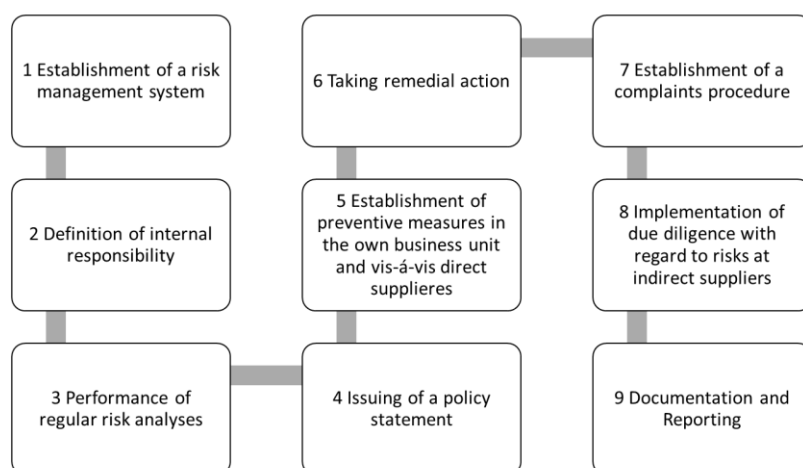 1 Establishment of a risk
management system
2 Definition of internal
responsibility
3 Performance of
regular risk analyses
4 Issuing of a policy
statement
5 Establishment of
preventive measures in
the own business unit
and vis-á-vis direct
supplieres
6 Taking remedial action
7 Establishment of a
complaints procedure
8 Implementation of
due diligence with
regard to risks at
indirect suppliers
9 Documentation and
Reporting